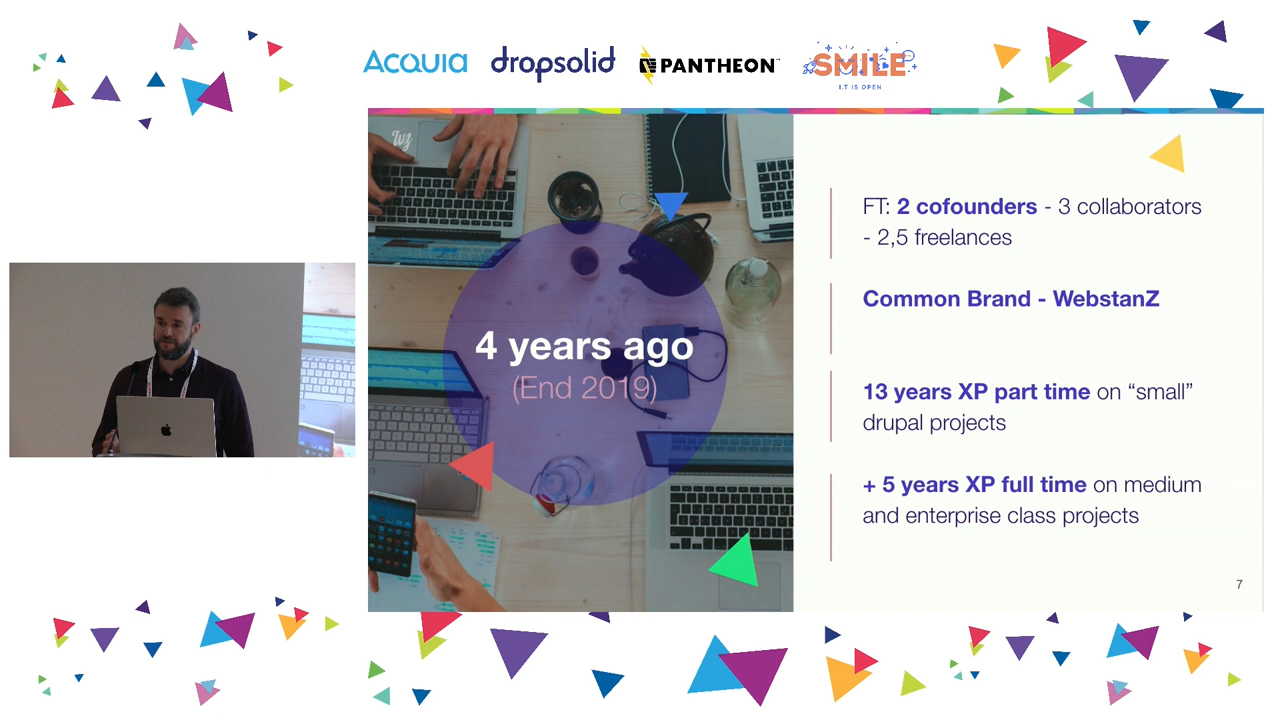 ACQUIA
dropsolid
PANTHEON
SMILE
I.T IS OPEN
WZ
4 years ago
(End 2019)
FT: 2 cofounders - 3 collaborators
- 2,5 freelances
Common Brand - WebstanZ
13 years XP part time on “small”
drupal projects
+ 5 years XP full time on medium
and enterprise class projects
7